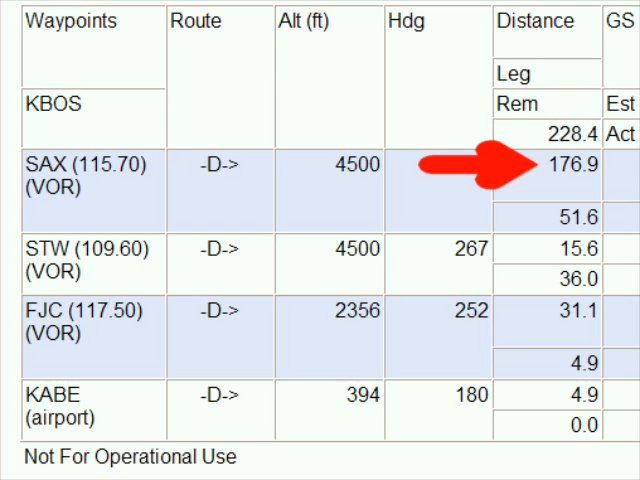 Waypoints Route Alt (ft) Hdg Distance GS
Leg
KBOS Rem Est
228.4 Act
SAX (115.70) -D-> 4500 176.9
(VOR)
51.6
STW (109.60) -D-> 4500 267 15.6
(VOR) 36.0
FJC (117.50) -D-> 2356 252 31.1
(VOR)
4.9
KABE -D-> 394 180 4.9
(airport) 0.0
Not For Operational Use